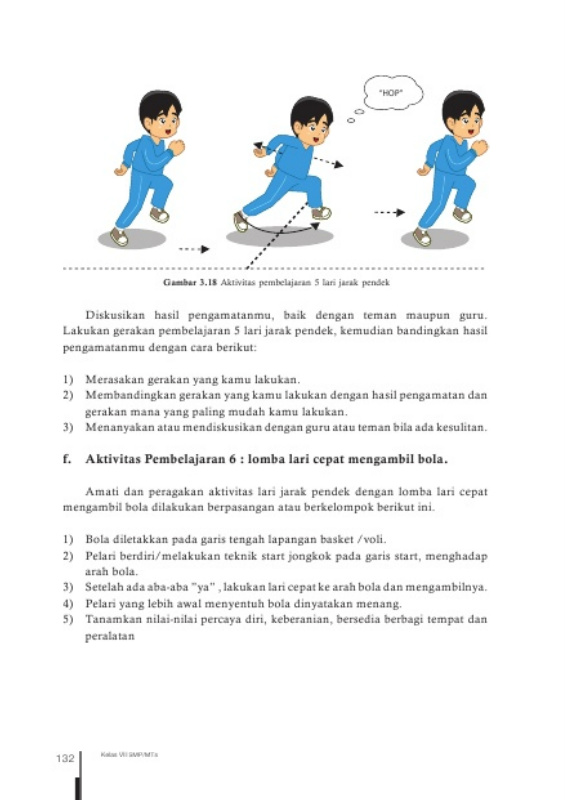 "HOP"
Gambar 3.18 Aktivitas pembelajaran 5 lari jarak pendek
Diskusikan hasil pengamatanmu, baik dengan teman maupun guru.
Lakukan gerakan pembelajaran 5 lari jarak pendek, kemudian bandingkan hasil
pengamatanmu dengan cara berikut:
1) Merasakan gerakan yang kamu lakukan.
2) Membandingkan gerakan yang kamu lakukan dengan hasil pengamatan dan
gerakan mana yang paling mudah kamu lakukan.
3) Menanyakan atau mendiskusikan dengan guru atau teman bila ada kesulitan.
f. Aktivitas Pembelajaran 6 : lomba lari cepat mengambil bola.
Amati dan peragakan aktivitas lari jarak pendek dengan lomba lari cepat
mengambil bola dilakukan berpasangan atau berkelompok berikut ini.
1) Bola diletakkan pada garis tengah lapangan basket /voli.
2) Pelari berdiri/melakukan teknik start jongkok pada garis start, menghadap
arah bola.
3) Setelah ada aba-aba "ya" , lakukan lari cepat ke arah bola dan mengambilnya.
4) Pelari yang lebih awal menyentuh bola dinyatakan menang.
5) Tanamkan nilai-nilai percaya diri, keberanian, bersedia berbagi tempat dan
peralatan
132 Kelas VII SMP/MTs